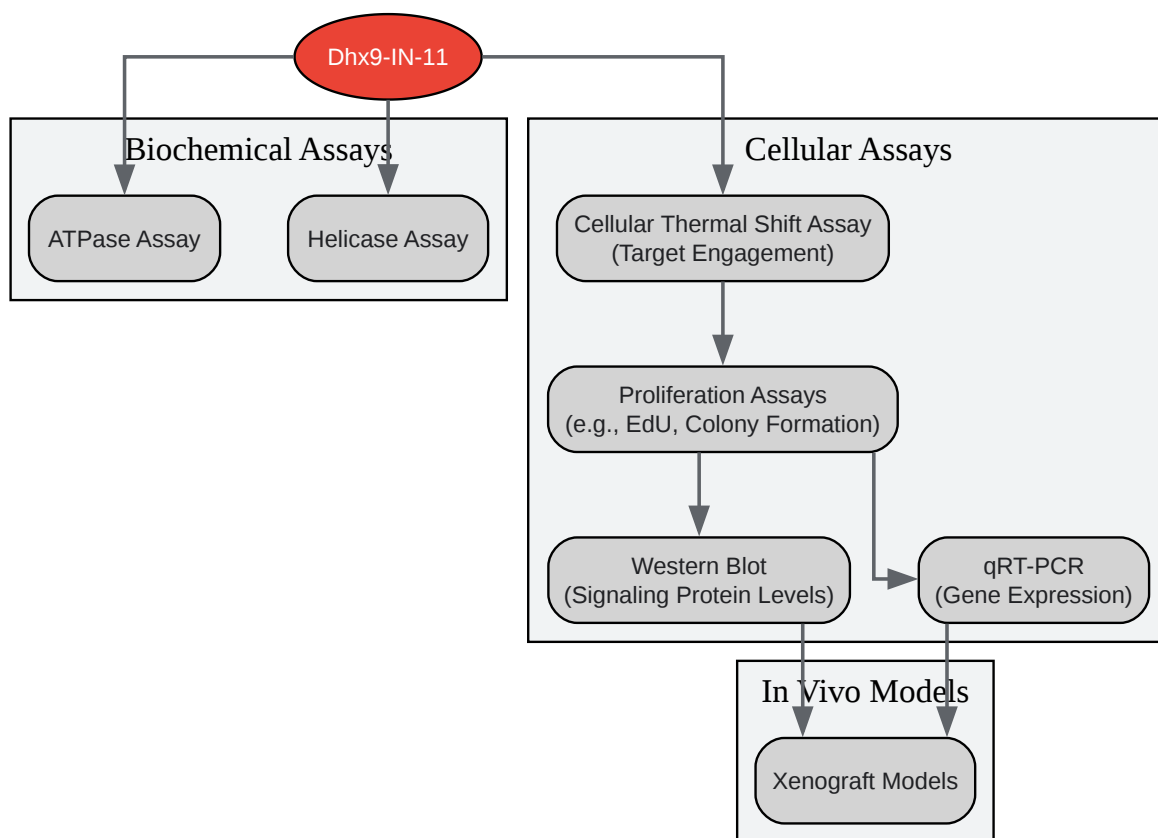 Dhx9-IN-11
Biochemical Assays
ATPase Assay
Helicase Assay
Cellular Assays
Cellular Thermal Shift Assay
(Target Engagement)
Proliferation Assays
(e.g., EdU, Colony Formation)
Western Blot
(Signaling Protein Levels)
qRT-PCR
(Gene Expression)
In Vivo Models
Xenograft Models